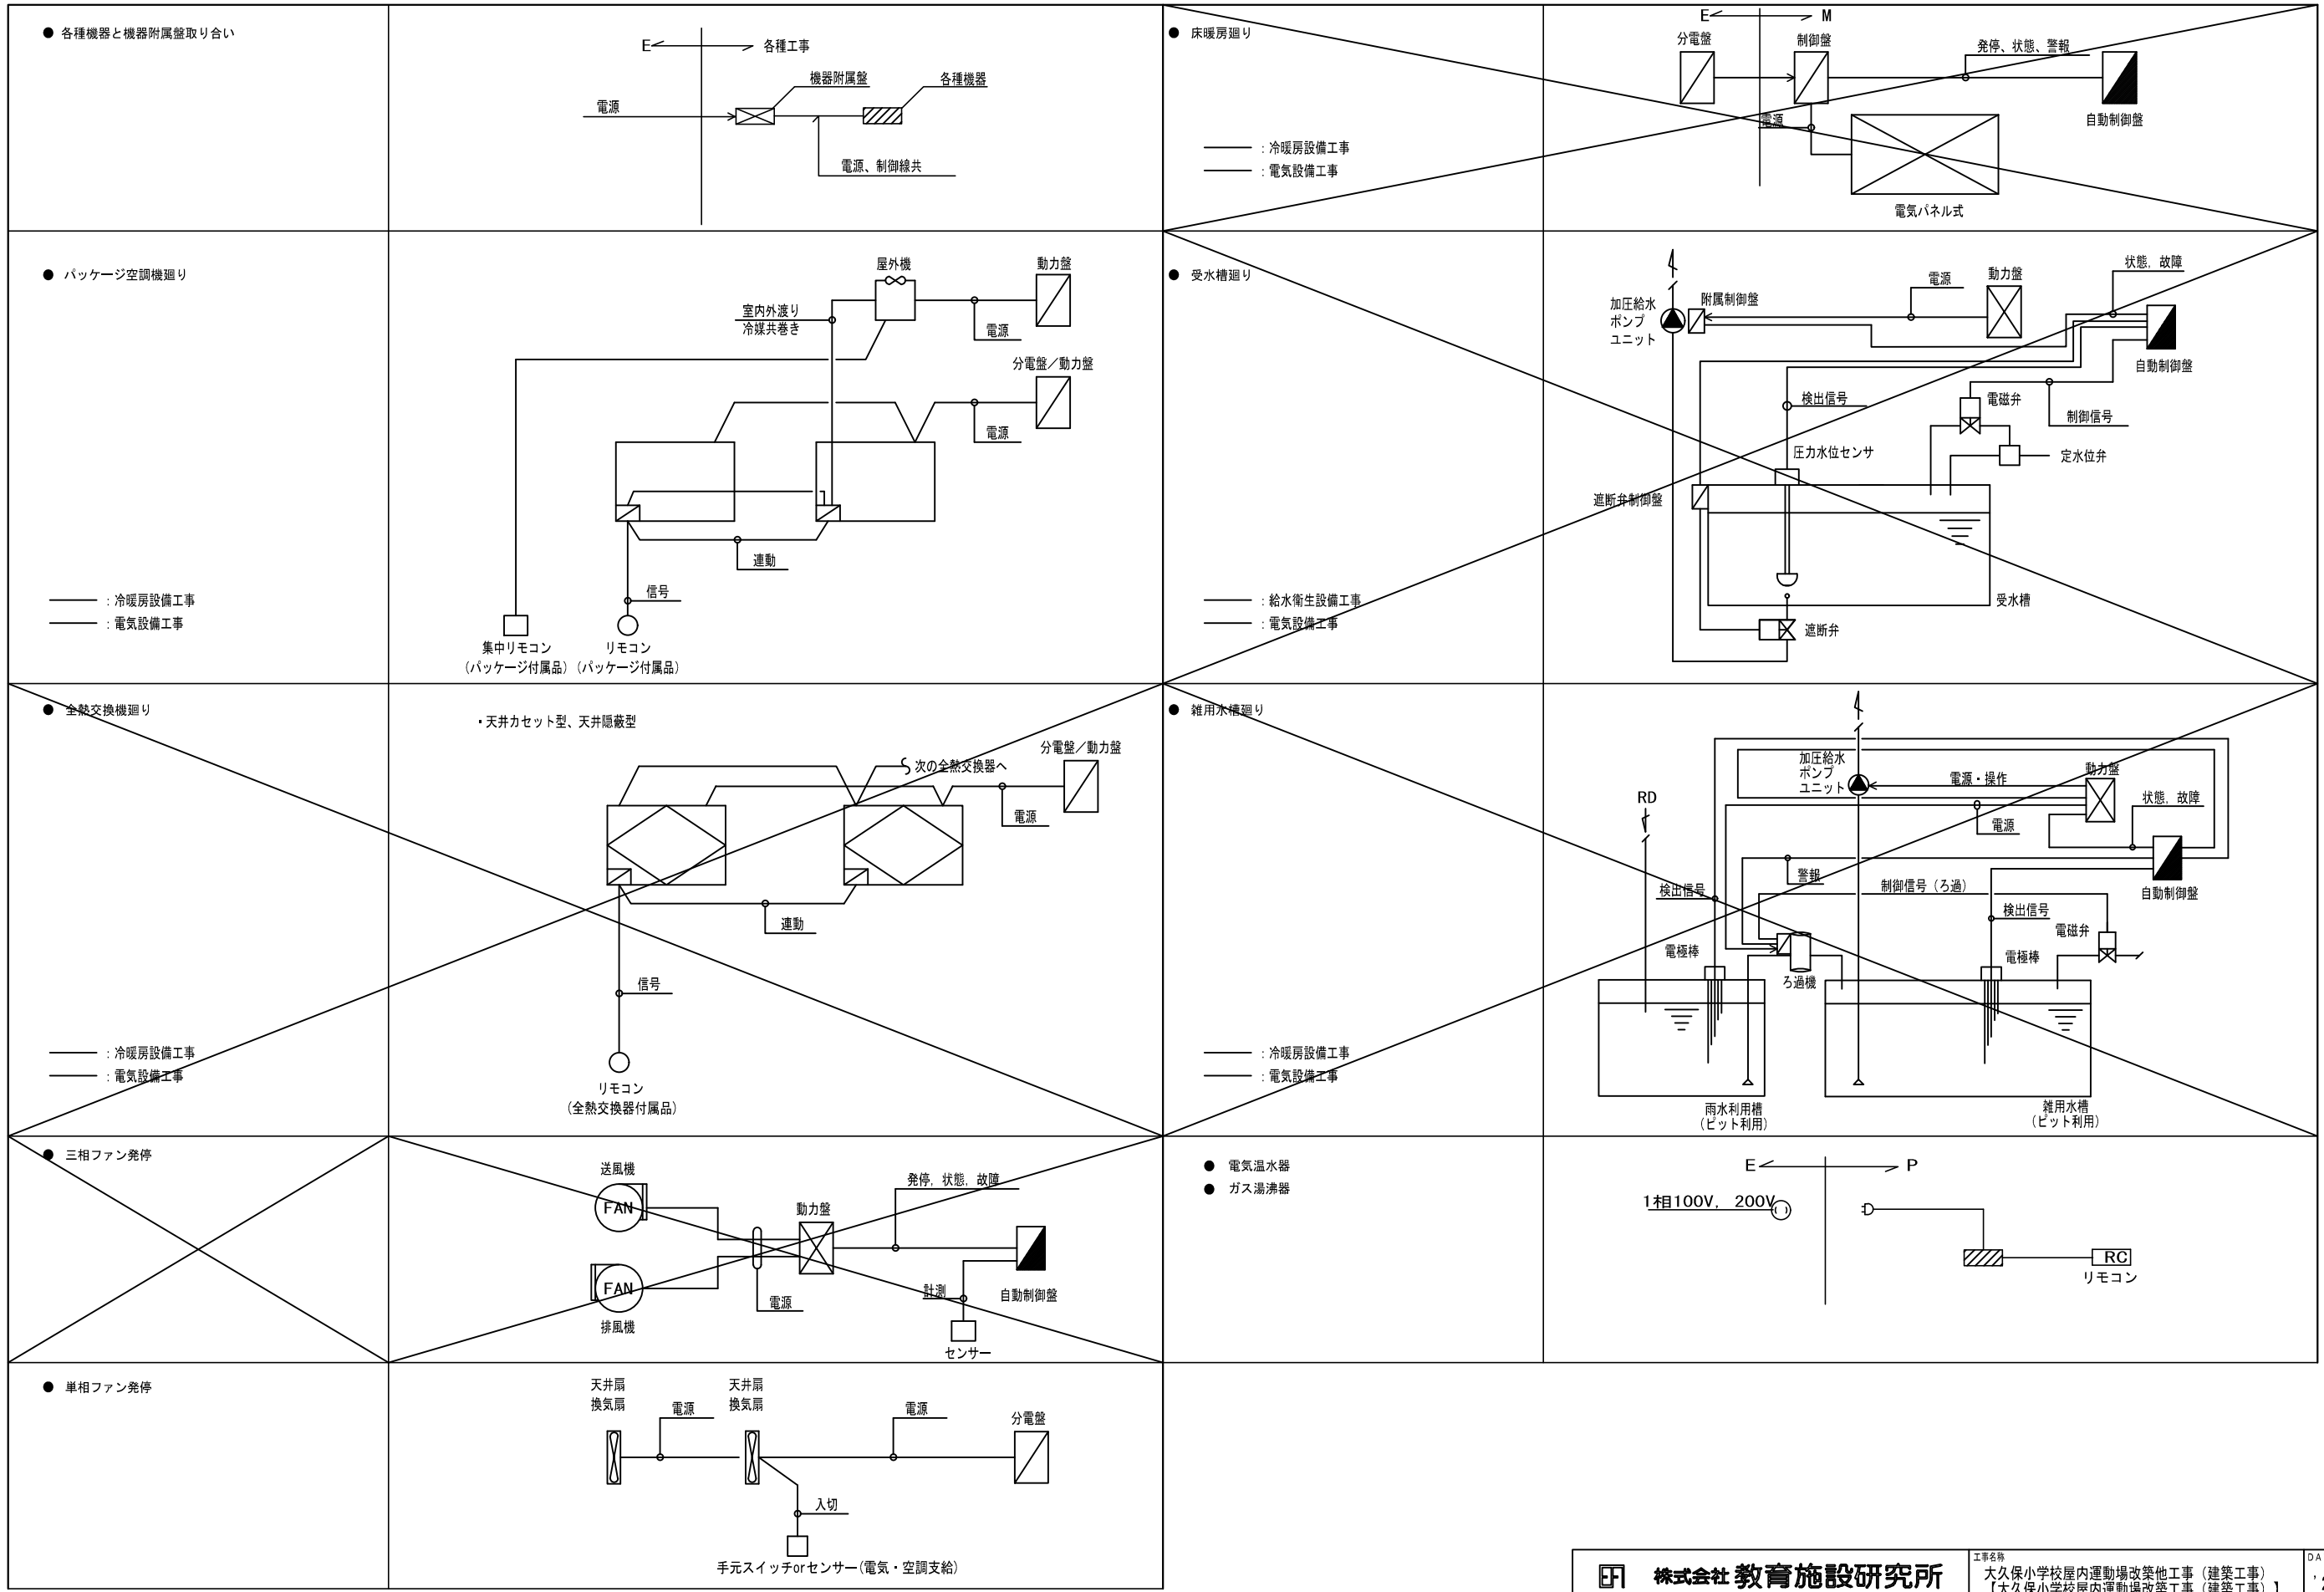 ● 各種機器と機器附属盤取り合い
E
各種工事
電源
機器附属盤
各種機器
電源、制御線共
● パッケージ空調機廻り
屋外機
動力盤
室内外渡り
冷媒共巻き
電源
分電盤／動力盤
電源
連動
信号
: 冷暖房設備工事
: 電気設備工事
集中リモコン
(パッケージ付属品)
リモコン
(パッケージ付属品)
● 全熱交換機廻り
・天井カセット型、天井隠蔽型
分電盤／動力盤
次の全熱交換器へ
電源
連動
信号
: 冷暖房設備工事
: 電気設備工事
リモコン
(全熱交換器付属品)
● 三相ファン発停
送風機
FAN
動力盤
発停, 状態, 故障
FAN
排風機
電源
計測
自動制御盤
センサー
● 単相ファン発停
天井扇
換気扇
天井扇
換気扇
電源
電源
分電盤
入切
手元スイッチorセンサー(電気・空調支給)
● 床暖房廻り
E
M
分電盤
制御盤
発停、状態、警報
電源
自動制御盤
: 冷暖房設備工事
: 電気設備工事
電気パネル式
● 受水槽廻り
加圧給水
ポンプ
ユニット
附属制御盤
電源
動力盤
状態, 故障
自動制御盤
検出信号
電磁弁
制御信号
圧力水位センサ
定水位弁
遮断弁制御盤
: 給水衛生設備工事
: 電気設備工事
受水槽
遮断弁
● 雑用水槽廻り
加圧給水
ポンプ
ユニット
電源・操作
動力盤
RD
電源
状態, 故障
警報
検出信号
制御信号（ろ過）
自動制御盤
検出信号
電磁弁
電極棒
電極棒
ろ過機
: 冷暖房設備工事
: 電気設備工事
雨水利用槽
(ピット利用)
雑用水槽
(ピット利用)
● 電気温水器
● ガス湯沸器
E
P
1相100V, 200V
RC
リモコン
株式会社 教育施設研究所
工事名称
大久保小学校屋内運動場改築他工事（建築工事）
【大久保小学校屋内運動場改築工事（建築工事）】
DA